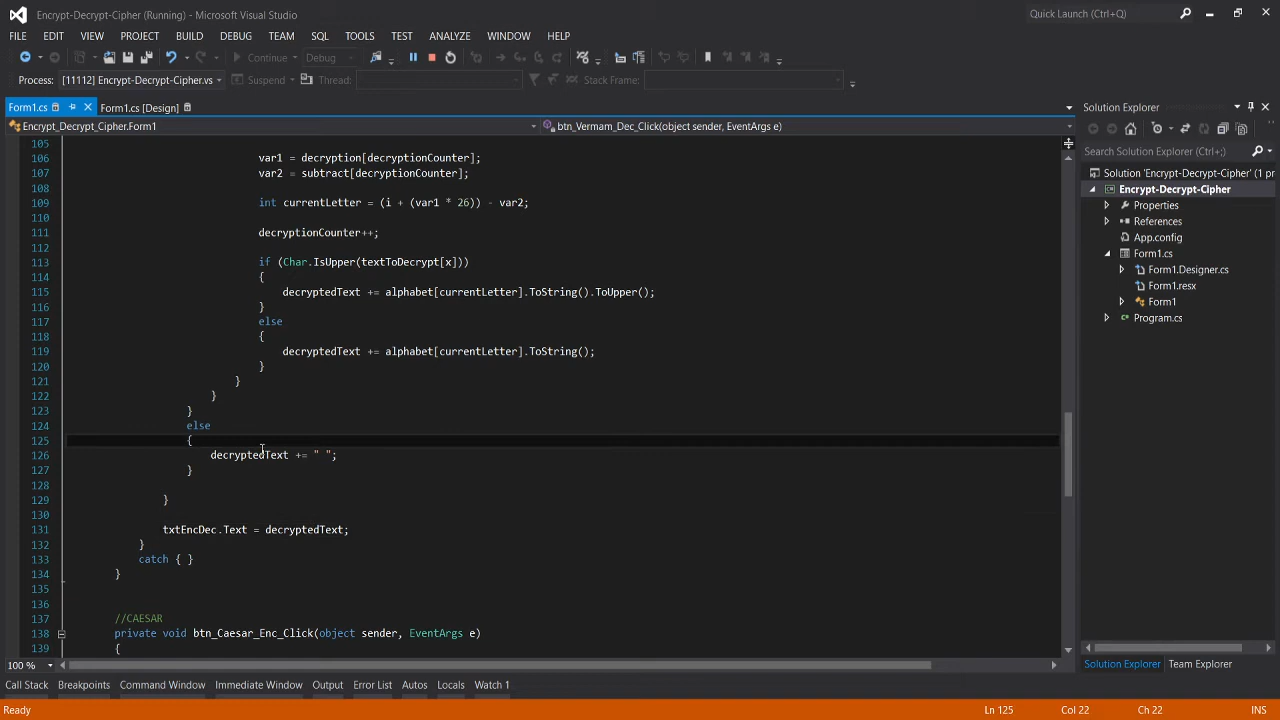 Encrypt-Decrypt-Cipher (Running) - Microsoft Visual Studio
Quick Launch (Ctrl+;)
FILE EDIT VIEW PROJECT BUILD DEBUG TEAM SQL TOOLS TEST ANALYZE WINDOW HELP
Continue Debug
Process: [11112] Encrypt-Decrypt-Cipher.vs Suspend Thread: Stack Frame:
Form1.cs Form1.cs [Design]
Encrypt_Decrypt_Cipher.Form1 btn_Vermam_Dec_Click(object sender, EventArgs e)
105
106 var1 = decryption[decryptionCounter];
107 var2 = subtract[decryptionCounter];
108
109 int currentLetter = (i + (var1 * 26)) - var2;
110
111 decryptionCounter++;
112
113 if (Char.IsUpper(textToDecrypt[x]))
114 {
115 decryptedText += alphabet[currentLetter].ToString().ToUpper();
116 }
117 else
118 {
119 decryptedText += alphabet[currentLetter].ToString();
120 }
121 }
122 }
123 }
124 else
125 {
126 decryptedText += " ";
127 }
128
129 }
130
131 txtEncDec.Text = decryptedText;
132 }
133 catch { }
134 }
135
136
137 //CAESAR
138 private void btn_Caesar_Enc_Click(object sender, EventArgs e)
139 {
100 %
Solution Explorer
Search Solution Explorer (Ctrl+;)
Solution 'Encrypt-Decrypt-Cipher' (1 pr
Encrypt-Decrypt-Cipher
Properties
References
App.config
Form1.cs
Form1.Designer.cs
Form1.resx
Form1
Program.cs
Solution Explorer Team Explorer
Call Stack Breakpoints Command Window Immediate Window Output Error List Autos Locals Watch 1
Ready Ln 125 Col 22 Ch 22 INS